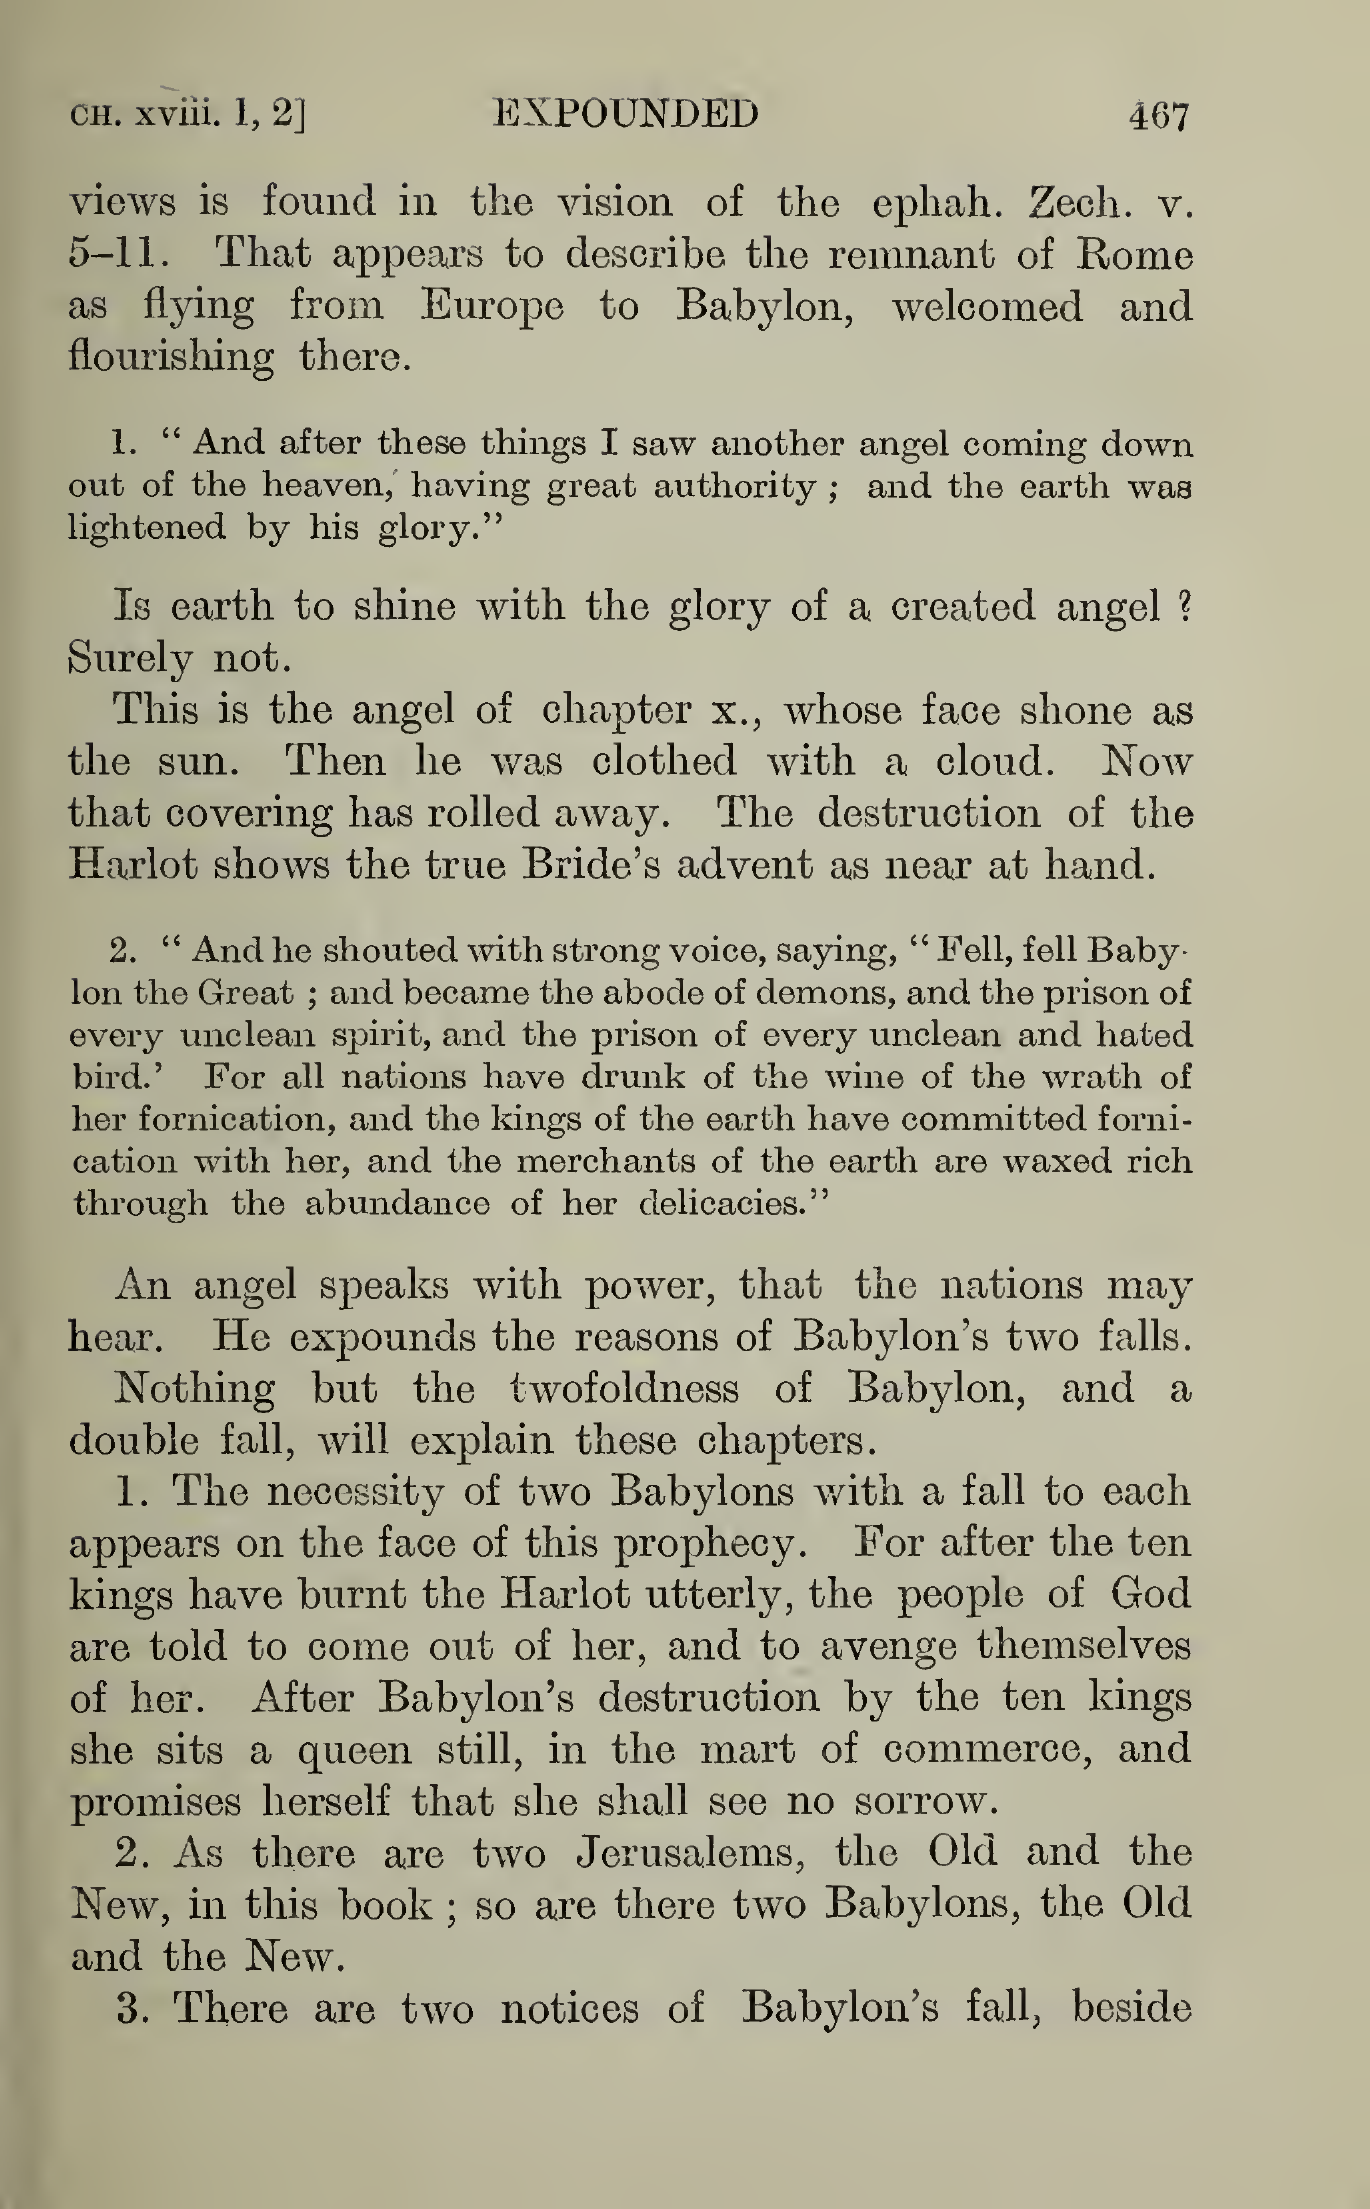 CH. xviii. 1, 2] EXPOUNDED 467
views is found in the vision of the ephah. Zech. v.
5–11. That appears to describe the remnant of Rome
as flying from Europe to Babylon, welcomed and
flourishing there.
1. “ And after these things I saw another angel coming down
out of the heaven, having great authority ; and the earth was
lightened by his glory.”
Is earth to shine with the glory of a created angel ?
Surely not.
This is the angel of chapter x., whose face shone as
the sun. Then he was clothed with a cloud. Now
that covering has rolled away. The destruction of the
Harlot shows the true Bride’s advent as near at hand.
2. “ And he shouted with strong voice, saying, “ Fell, fell Baby-
lon the Great ; and became the abode of demons, and the prison of
every unclean spirit, and the prison of every unclean and hated
bird.’ For all nations have drunk of the wine of the wrath of
her fornication, and the kings of the earth have committed forni-
cation with her, and the merchants of the earth are waxed rich
through the abundance of her delicacies.”
An angel speaks with power, that the nations may
hear. He expounds the reasons of Babylon’s two falls.
Nothing but the twofoldness of Babylon, and a
double fall, will explain these chapters.
1. The necessity of two Babylons with a fall to each
appears on the face of this prophecy. For after the ten
kings have burnt the Harlot utterly, the people of God
are told to come out of her, and to avenge themselves
of her. After Babylon’s destruction by the ten kings
she sits a queen still, in the mart of commerce, and
promises herself that she shall see no sorrow.
2. As there are two Jerusalems, the Old and the
New, in this book ; so are there two Babylons, the Old
and the New.
3. There are two notices of Babylon’s fall, beside